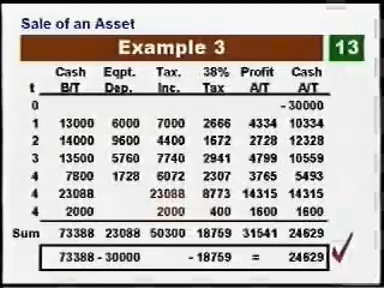 Sale of an Asset
Example 3 13
Cash Eqpt. Tax. 38% Profit Cash
t B/T Dep. Inc. Tax A/T A/T
0 - 30000
1 13000 6000 7000 2666 4334 10334
2 14000 9600 4400 1672 2728 12328
3 13500 5760 7740 2941 4799 10559
4 7800 1728 6072 2307 3765 5493
4 23088 23088 8773 14315 14315
4 2000 2000 400 1600 1600
Sum 73388 23088 50300 18759 31541 24629
73388 - 30000 - 18759 = 24629